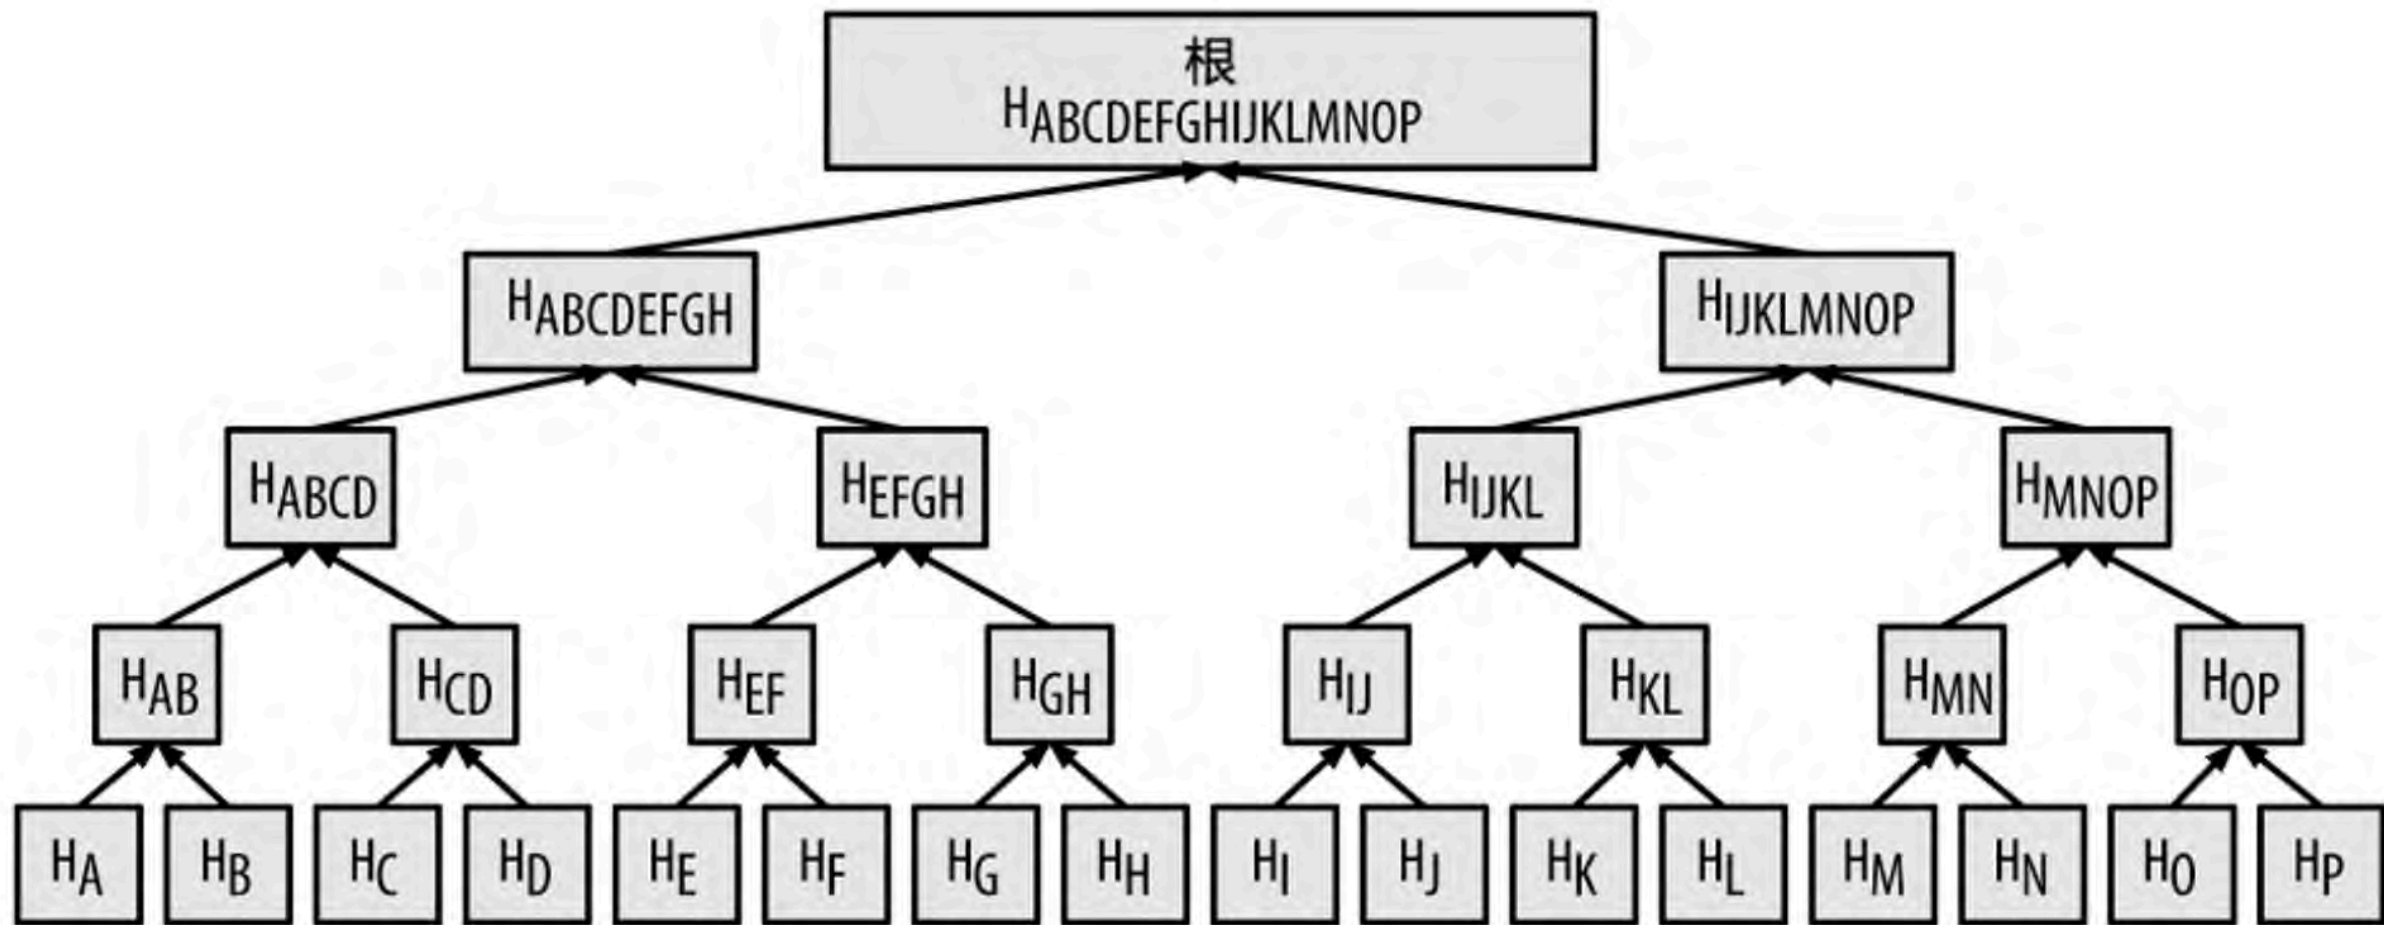 根
HABCDEFGHIJKLMNOP
HABCDEFGH
HIJKLMNOP
HABCD
HEFGH
HIJKL
HMNOP
HAB
HCD
HEF
HGH
HIJ
HKL
HMN
HOP
HA
HB
HC
HD
HE
HF
HG
HH
HI
HJ
HK
HL
HM
HN
HO
HP